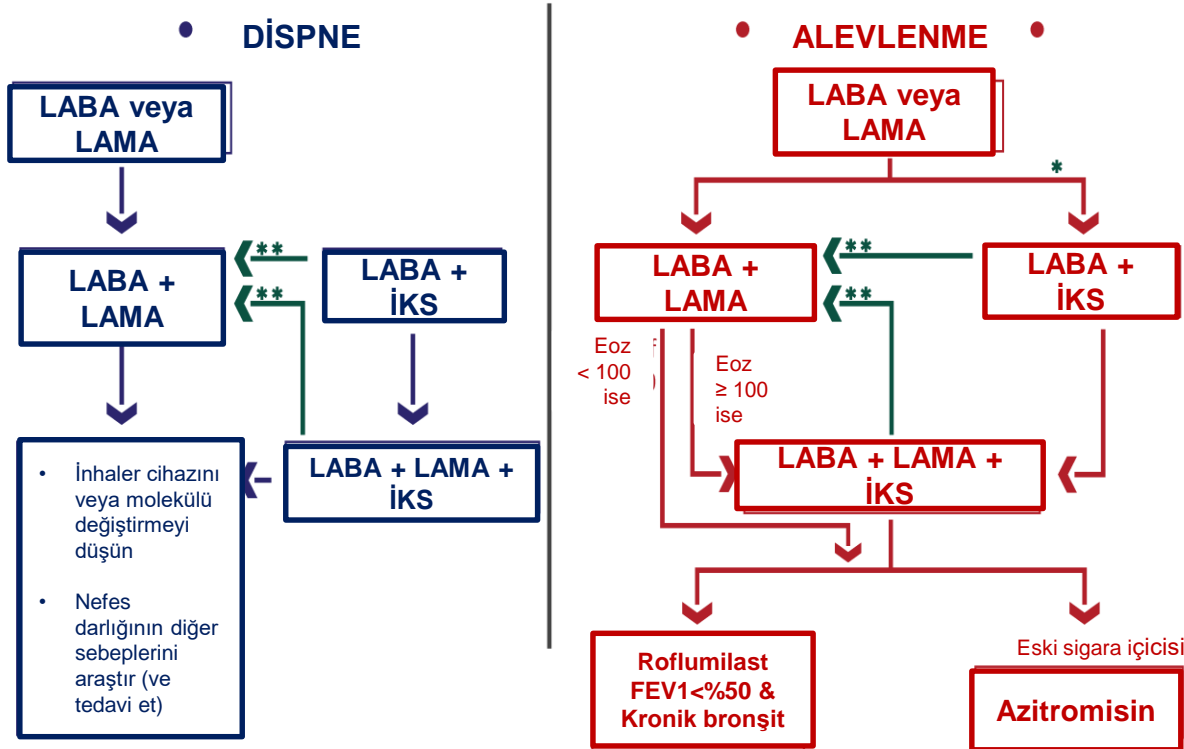 • DİSPNE
LABA veya
LAMA
**
LABA +
LAMA
**
LABA +
İKS
LABA + LAMA +
İKS
• İnhaler cihazını
veya molekülü
değiştirmeyi
düşün
• Nefes
darlığının diğer
sebeplerini
araştır (ve
tedavi et)
• ALEVLENME •
LABA veya
LAMA
*
LABA +
LAMA
**
**
LABA +
İKS
Eoz
< 100
ise
Eoz
≥ 100
ise
LABA + LAMA +
İKS
Roflumilast
FEV1<%50 &
Kronik bronşit
Eski sigara içicisi
Azitromisin